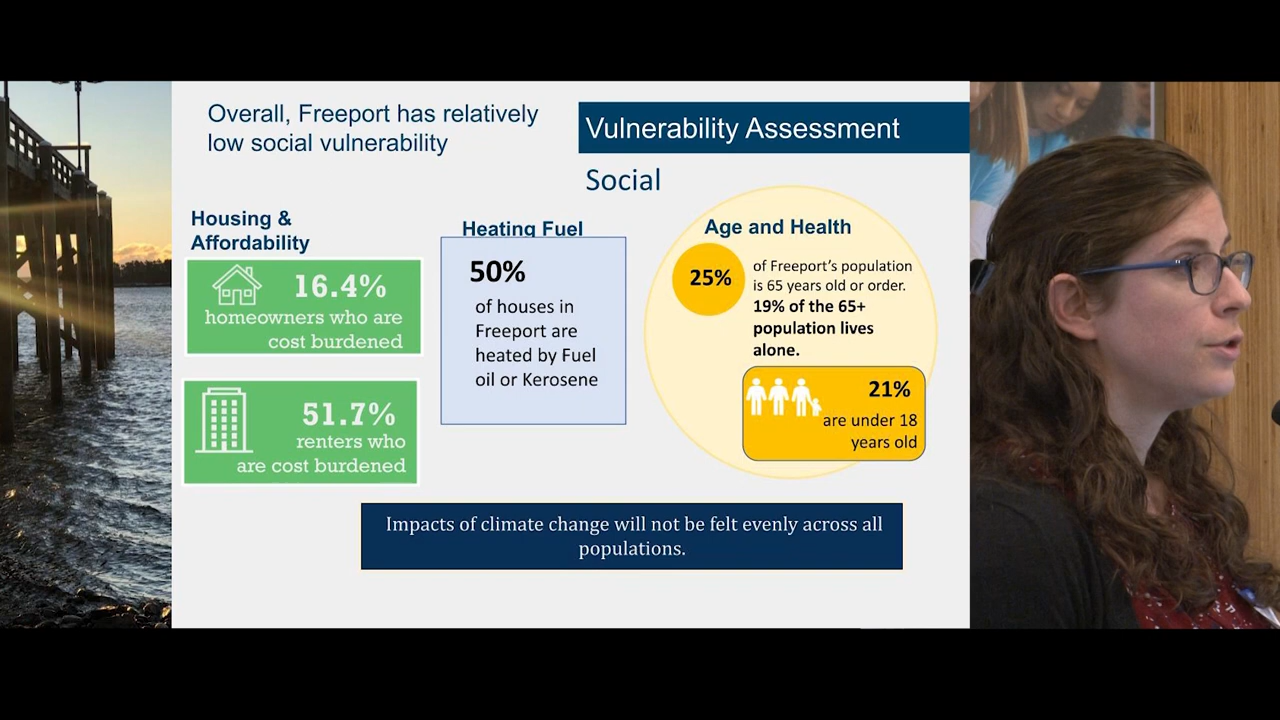 Overall, Freeport has relatively
low social vulnerability
Vulnerability Assessment
Social
Housing &
Affordability
16.4%
homeowners who are
cost burdened
51.7%
renters who
are cost burdened
Heating Fuel
50%
of houses in
Freeport are
heated by Fuel
oil or Kerosene
Age and Health
25%
of Freeport's population
is 65 years old or order.
19% of the 65+
population lives
alone.
21%
are under 18
years old
Impacts of climate change will not be felt evenly across all
populations.